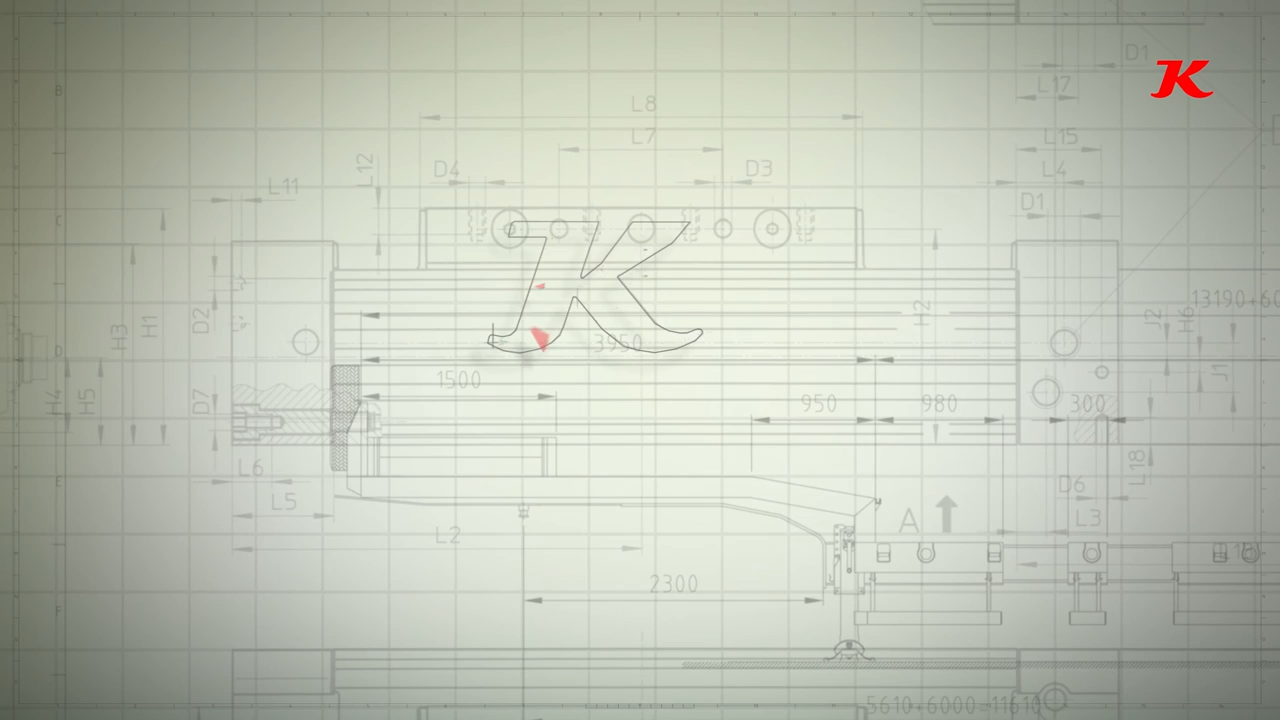 D1
K
L17
B
L8
L7
L15
L12
D4
D3
L4
L11
D1
C
K
13190+6
H2
J2
H6
D2
H3
H1
3950
D
J1
1500
950
980
300
H4
H5
D7
L6
L18
E
D6
L5
A
L3
L2
2300
F
5610+6000=11610